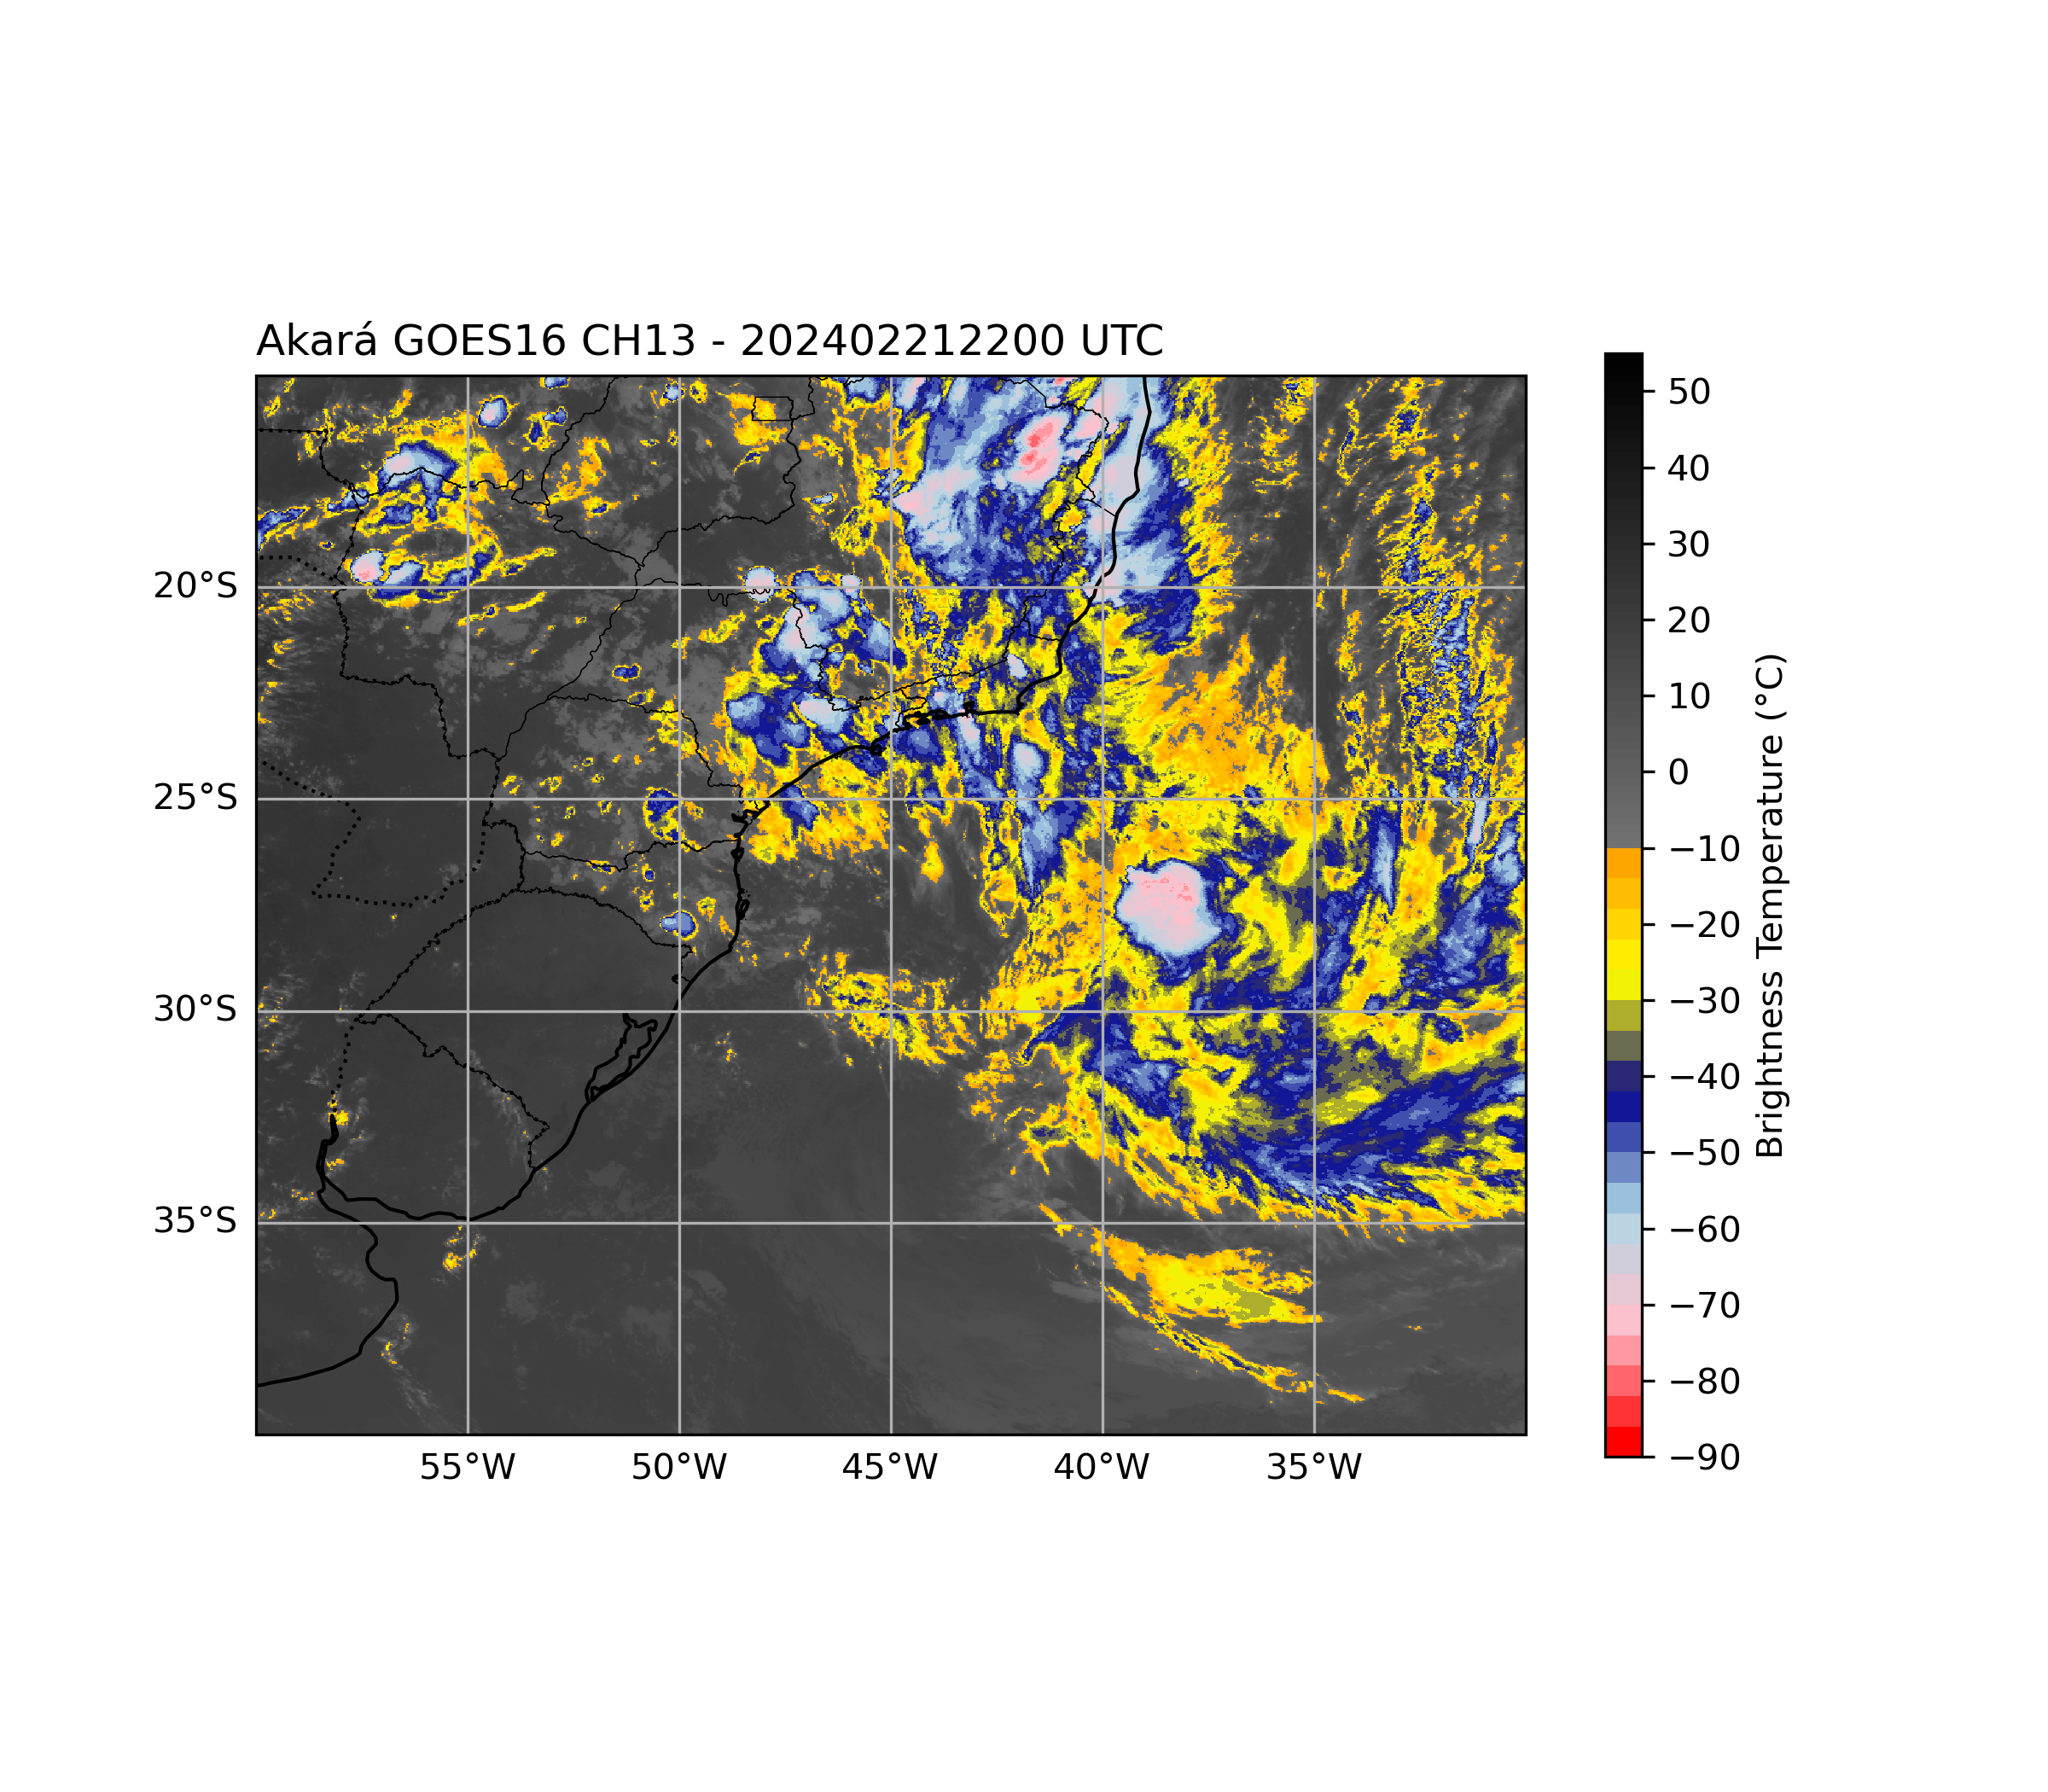 Akará GOES16 CH13 - 202402212200 UTC
20°S
25°S
30°S
35°S
55°W
50°W
45°W
40°W
35°W
50
40
30
20
10
0
−10
−20
−30
−40
−50
−60
−70
−80
−90
Brightness Temperature (°C)